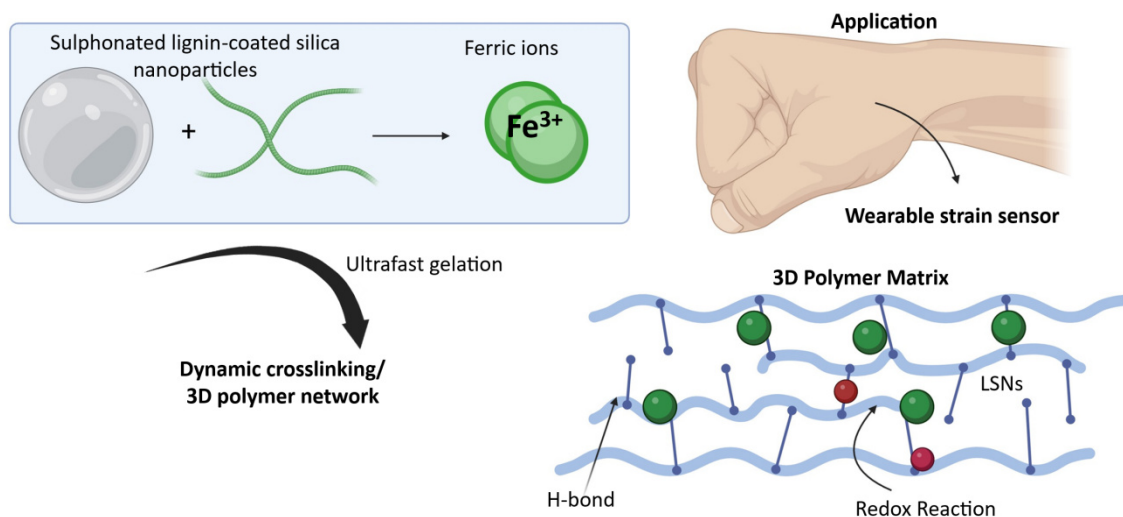 Sulphonated lignin-coated silica
nanoparticles
+
Ferric ions
Fe³⁺
Ultrafast gelation
Dynamic crosslinking/
3D polymer network
Application
Wearable strain sensor
3D Polymer Matrix
LSNs
H-bond
Redox Reaction